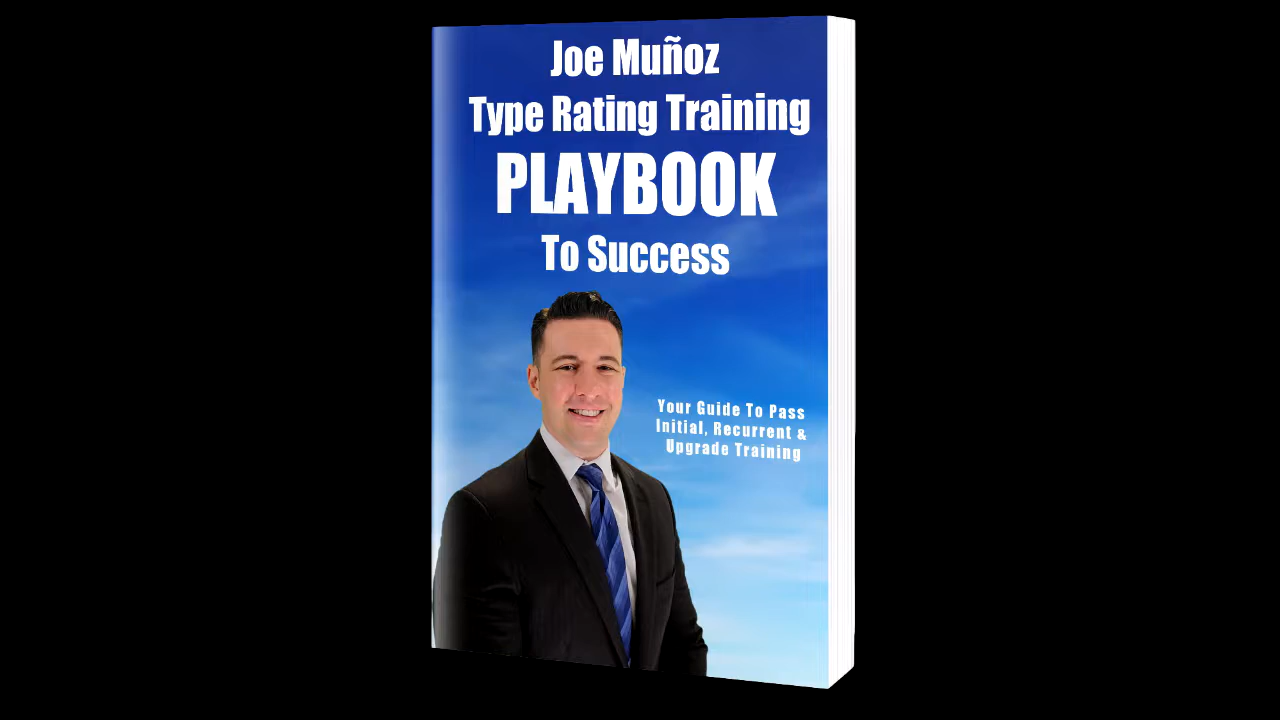 Joe Muñoz
Type Rating Training
PLAYBOOK
To Success
Your Guide To Pass
Initial, Recurrent &
Upgrade Training